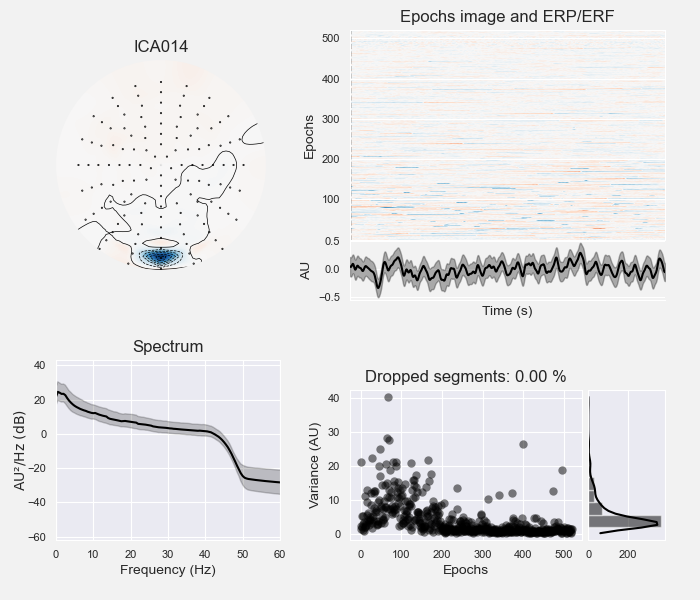 ICA014
Epochs image and ERP/ERF
500
400
300
200
100
Epochs
0.5
0.0
−0.5
AU
Time (s)
Spectrum
40
20
0
−20
−40
−60
AU²/Hz (dB)
0 10 20 30 40 50 60
Frequency (Hz)
Dropped segments: 0.00 %
40
30
20
10
0
Variance (AU)
0 100 200 300 400 500
Epochs
0 200